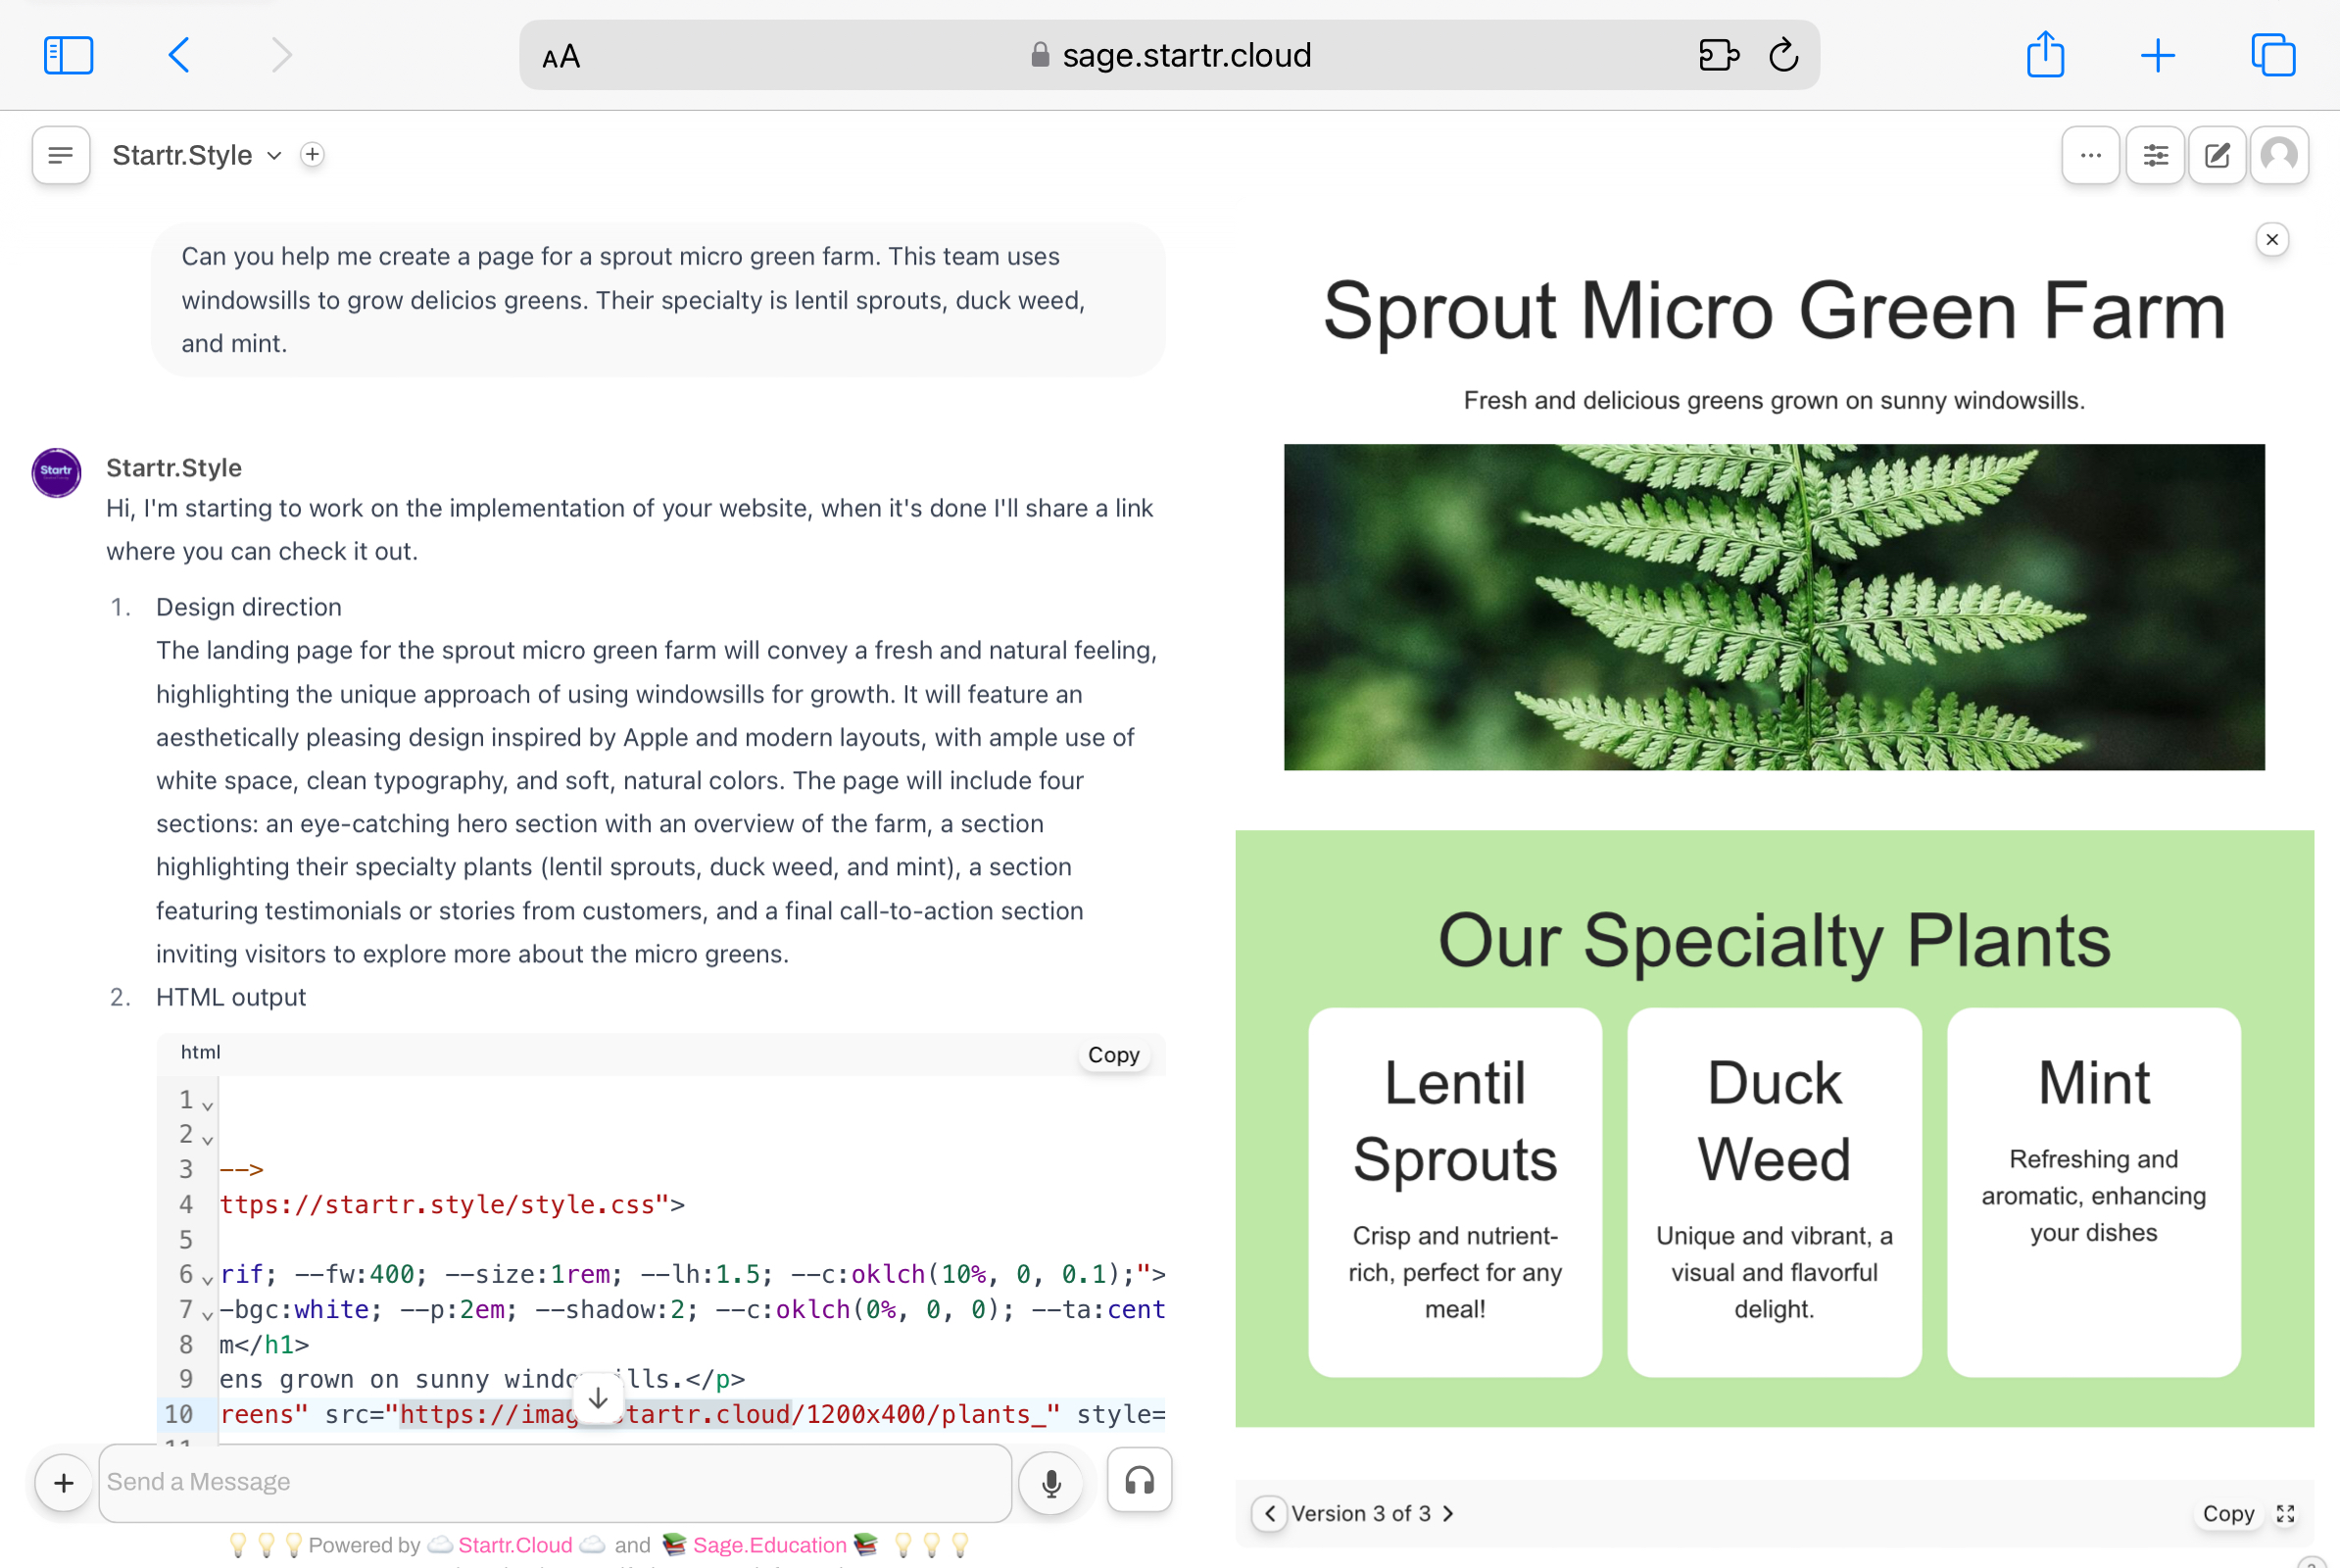 AA
sage.startr.cloud
Startr.Style
Can you help me create a page for a sprout micro green farm. This team uses
windowsills to grow delicios greens. Their specialty is lentil sprouts, duck weed,
and mint.
Startr
Startr.Style
Hi, I'm starting to work on the implementation of your website, when it's done I'll share a link
where you can check it out.
1. Design direction
The landing page for the sprout micro green farm will convey a fresh and natural feeling,
highlighting the unique approach of using windowsills for growth. It will feature an
aesthetically pleasing design inspired by Apple and modern layouts, with ample use of
white space, clean typography, and soft, natural colors. The page will include four
sections: an eye-catching hero section with an overview of the farm, a section
highlighting their specialty plants (lentil sprouts, duck weed, and mint), a section
featuring testimonials or stories from customers, and a final call-to-action section
inviting visitors to explore more about the micro greens.
2. HTML output
html
Copy
1
2
3 -->
4 ttps://startr.style/style.css">
5
6 rif; --fw:400; --size:1rem; --lh:1.5; --c:oklch(10%, 0, 0.1);">
7 -bgc:white; --p:2em; --shadow:2; --c:oklch(0%, 0, 0); --ta:cent
8 m</h1>
9 ens grown on sunny windo ills.</p>
10 reens" src="https://imag startr.cloud/1200x400/plants_" style=
11
Send a Message
Powered by Startr.Cloud and Sage.Education
Sprout Micro Green Farm
Fresh and delicious greens grown on sunny windowsills.
Our Specialty Plants
Lentil
Sprouts
Crisp and nutrient-
rich, perfect for any
meal!
Duck
Weed
Unique and vibrant, a
visual and flavorful
delight.
Mint
Refreshing and
aromatic, enhancing
your dishes
Version 3 of 3
Copy